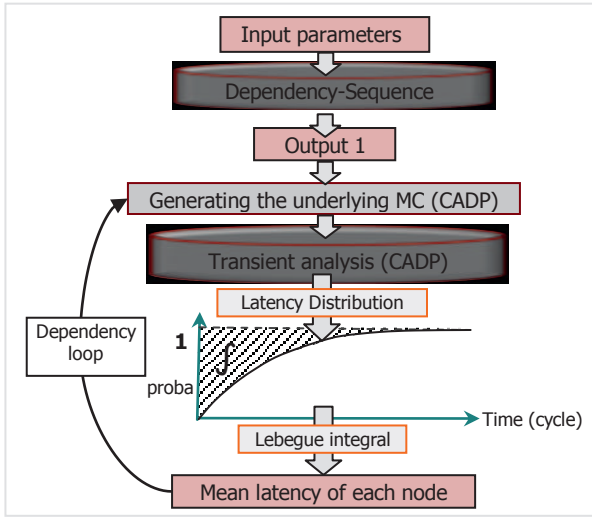 Input parameters
Dependency-Sequence
Output 1
Generating the underlying MC (CADP)
Transient analysis (CADP)
Latency Distribution
Dependency
loop
1
∫
proba
Time (cycle)
Lebegue integral
Mean latency of each node